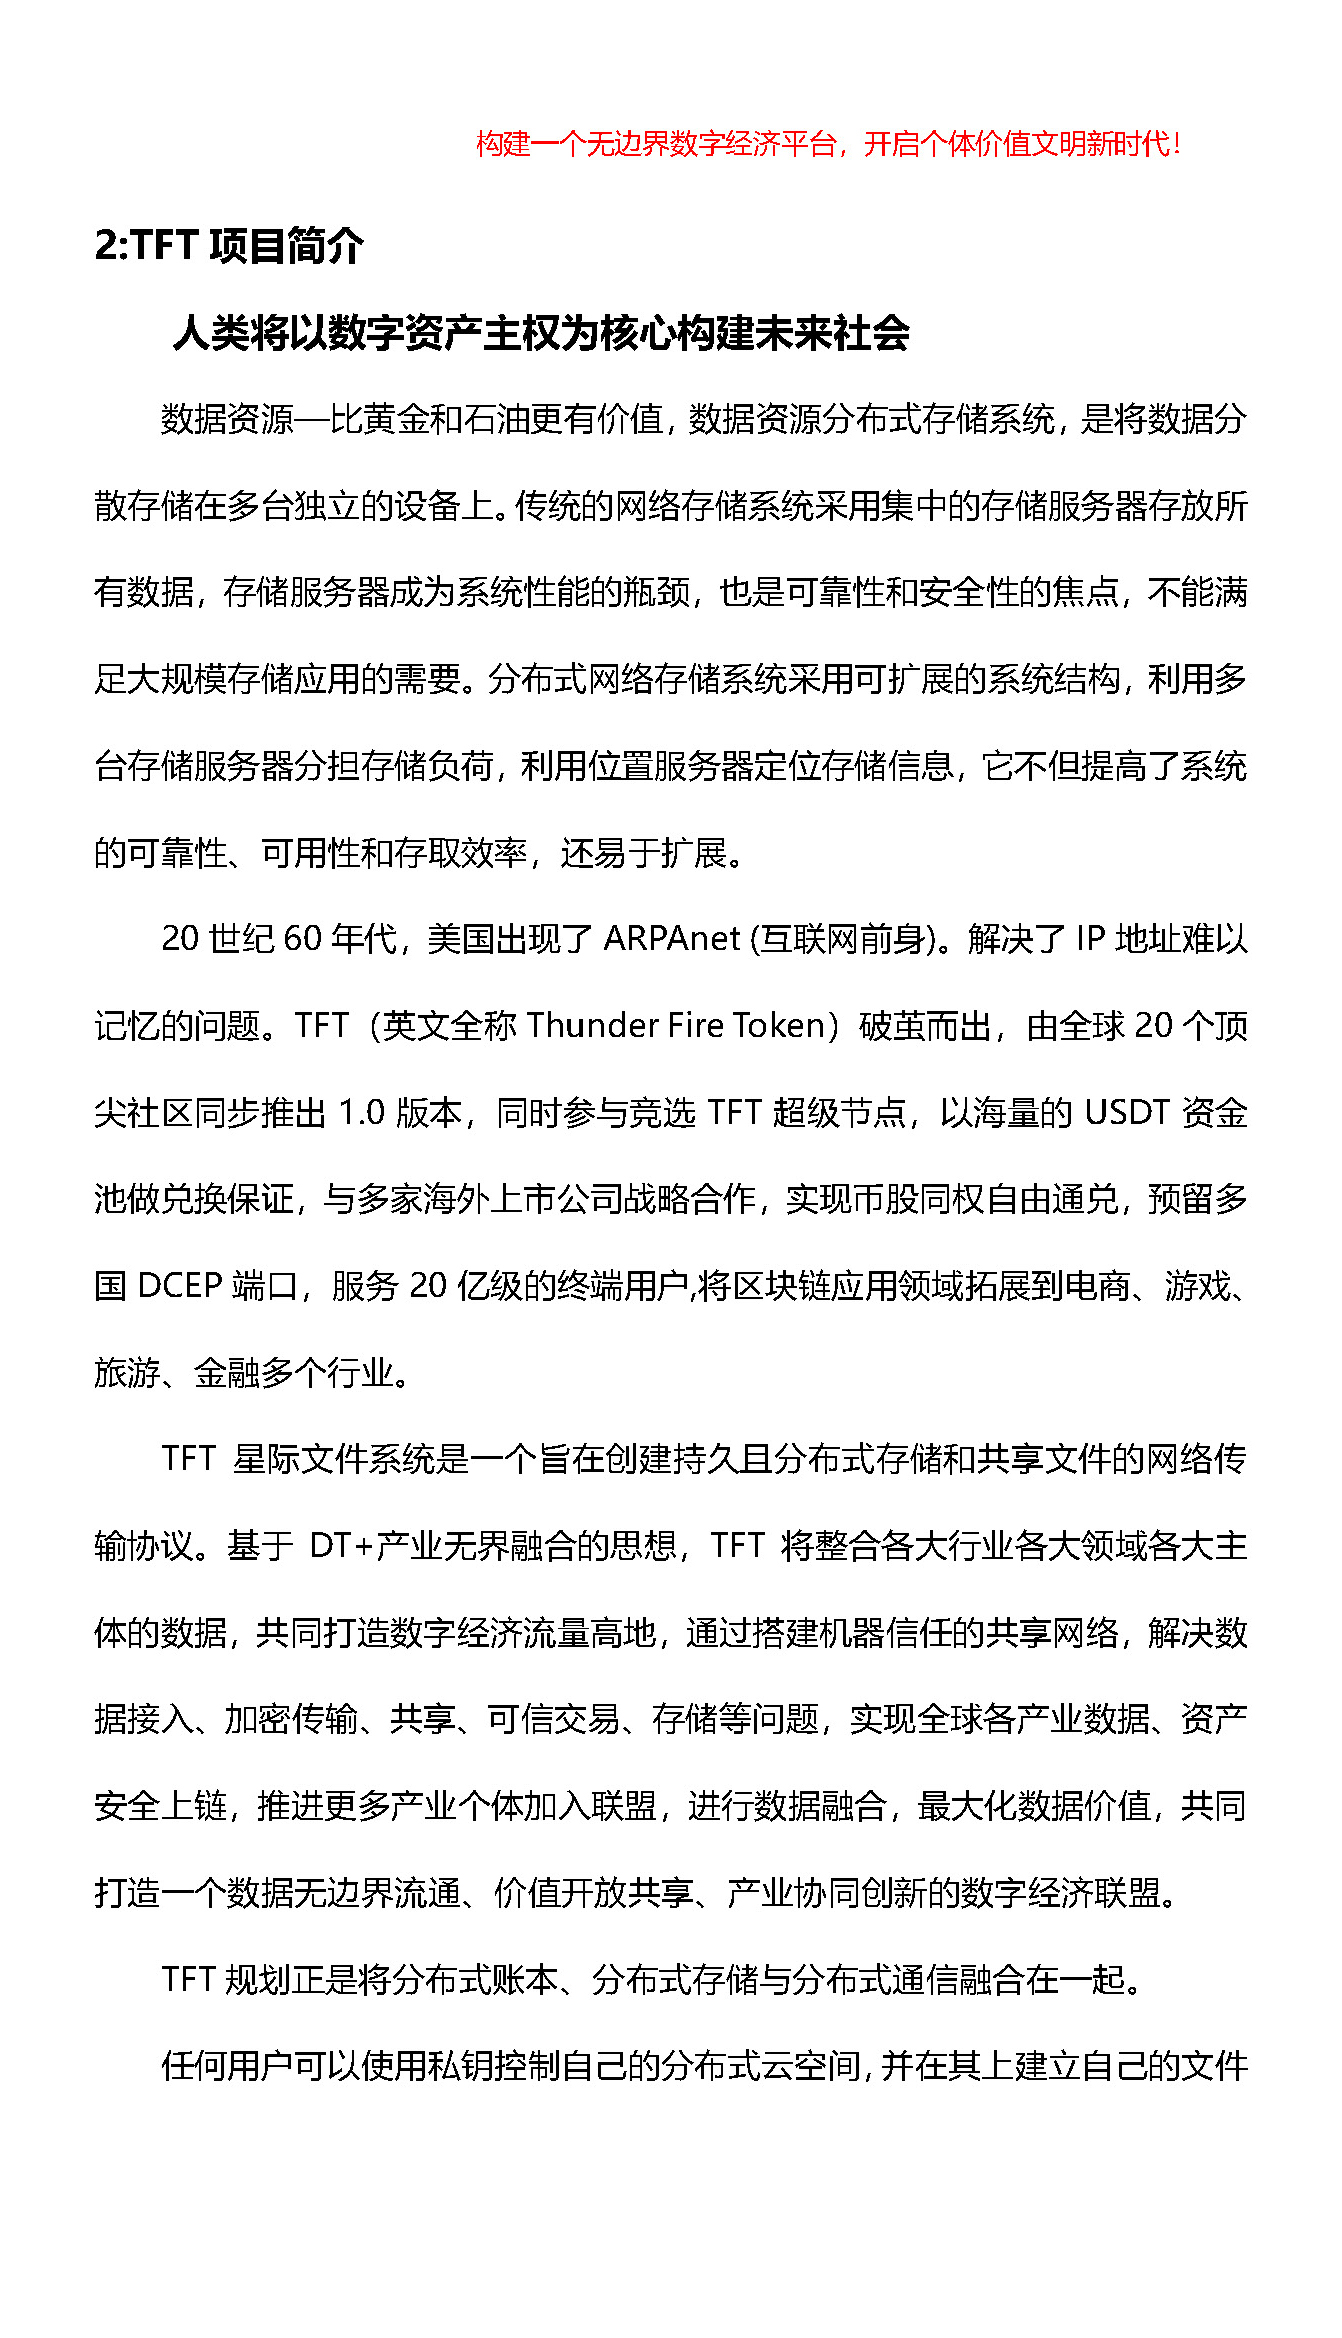 构建一个无边界数字经济平台，开启个体价值文明新时代！
2:TFT 项目简介
人类将以数字资产主权为核心构建未来社会
数据资源—比黄金和石油更有价值，数据资源分布式存储系统，是将数据分
散存储在多台独立的设备上。传统的网络存储系统采用集中的存储服务器存放所
有数据，存储服务器成为系统性能的瓶颈，也是可靠性和安全性的焦点，不能满
足大规模存储应用的需要。分布式网络存储系统采用可扩展的系统结构，利用多
台存储服务器分担存储负荷，利用位置服务器定位存储信息，它不但提高了系统
的可靠性、可用性和存取效率，还易于扩展。
20 世纪 60 年代，美国出现了 ARPAnet (互联网前身)。解决了 IP 地址难以
记忆的问题。TFT（英文全称 Thunder Fire Token）破茧而出，由全球 20 个顶
尖社区同步推出 1.0 版本，同时参与竞选 TFT 超级节点，以海量的 USDT 资金
池做兑换保证，与多家海外上市公司战略合作，实现币股同权自由通兑，预留多
国 DCEP 端口，服务 20 亿级的终端用户,将区块链应用领域拓展到电商、游戏、
旅游、金融多个行业。
TFT 星际文件系统是一个旨在创建持久且分布式存储和共享文件的网络传
输协议。基于 DT+产业无界融合的思想，TFT 将整合各大行业各大领域各大主
体的数据，共同打造数字经济流量高地，通过搭建机器信任的共享网络，解决数
据接入、加密传输、共享、可信交易、存储等问题，实现全球各产业数据、资产
安全上链，推进更多产业个体加入联盟，进行数据融合，最大化数据价值，共同
打造一个数据无边界流通、价值开放共享、产业协同创新的数字经济联盟。
TFT 规划正是将分布式账本、分布式存储与分布式通信融合在一起。
任何用户可以使用私钥控制自己的分布式云空间，并在其上建立自己的文件